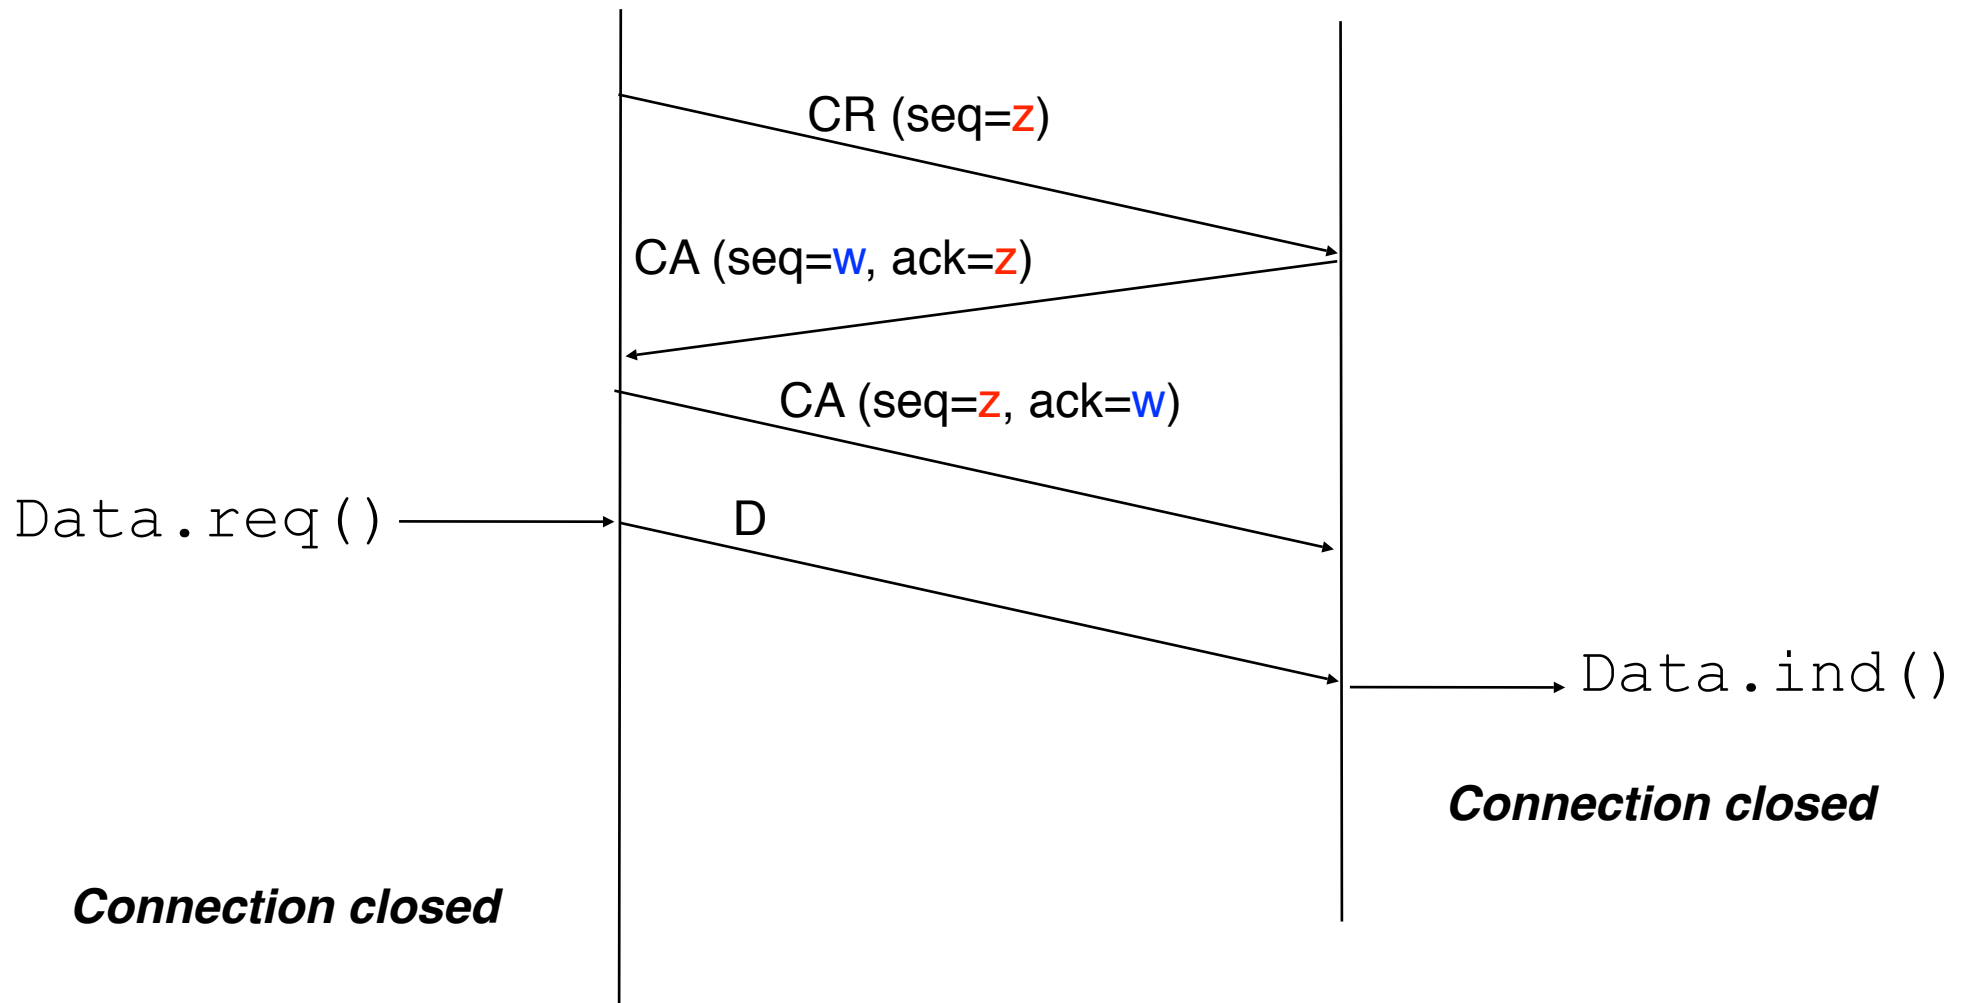 CR (seq=z)
CA (seq=w, ack=z)
CA (seq=z, ack=w)
Data.req()
D
Data.ind()
Connection closed
Connection closed